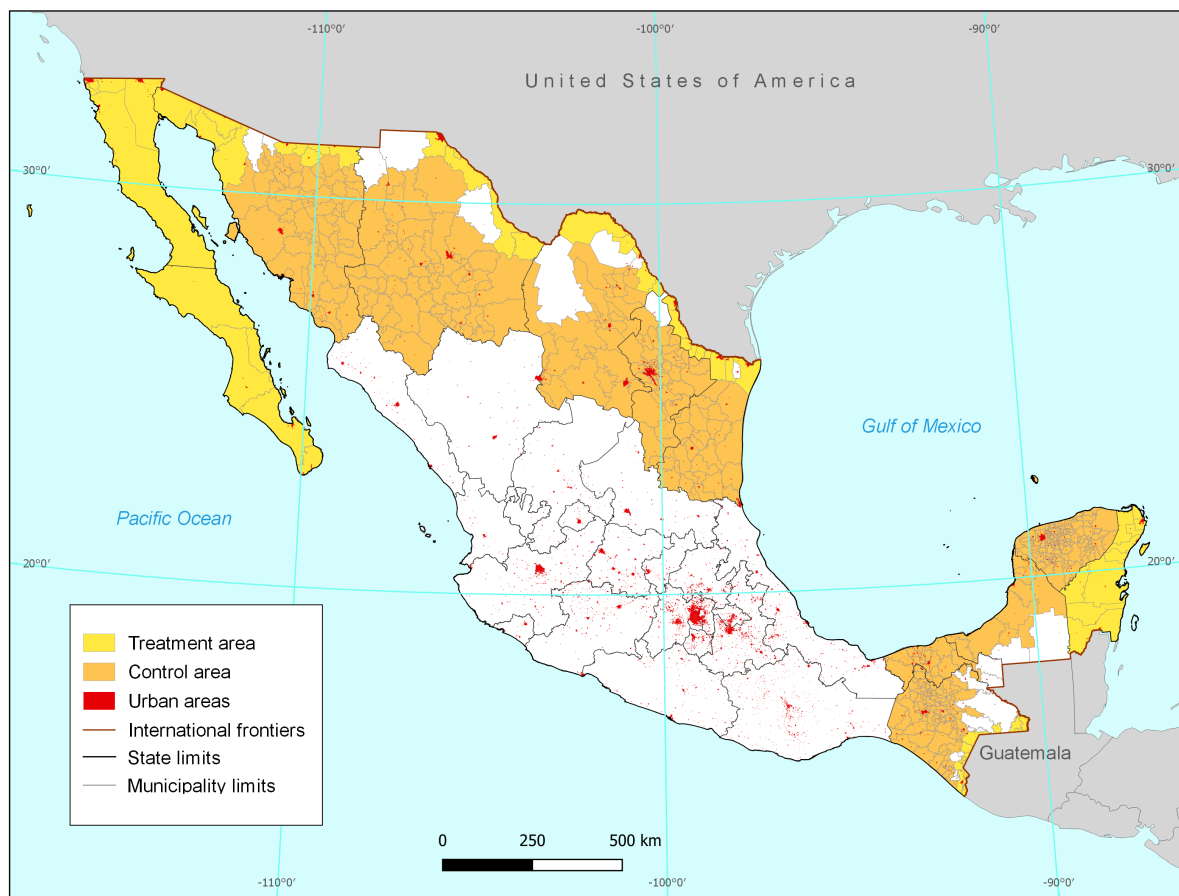 -110°0'
-100°0'
-90°0'
United States of America
30°0'
30°0'
Gulf of Mexico
Pacific Ocean
20°0'
20°0'
Treatment area
Control area
Urban areas
International frontiers
State limits
Municipality limits
Guatemala
0
250
500 km
-110°0'
-100°0'
-90°0'